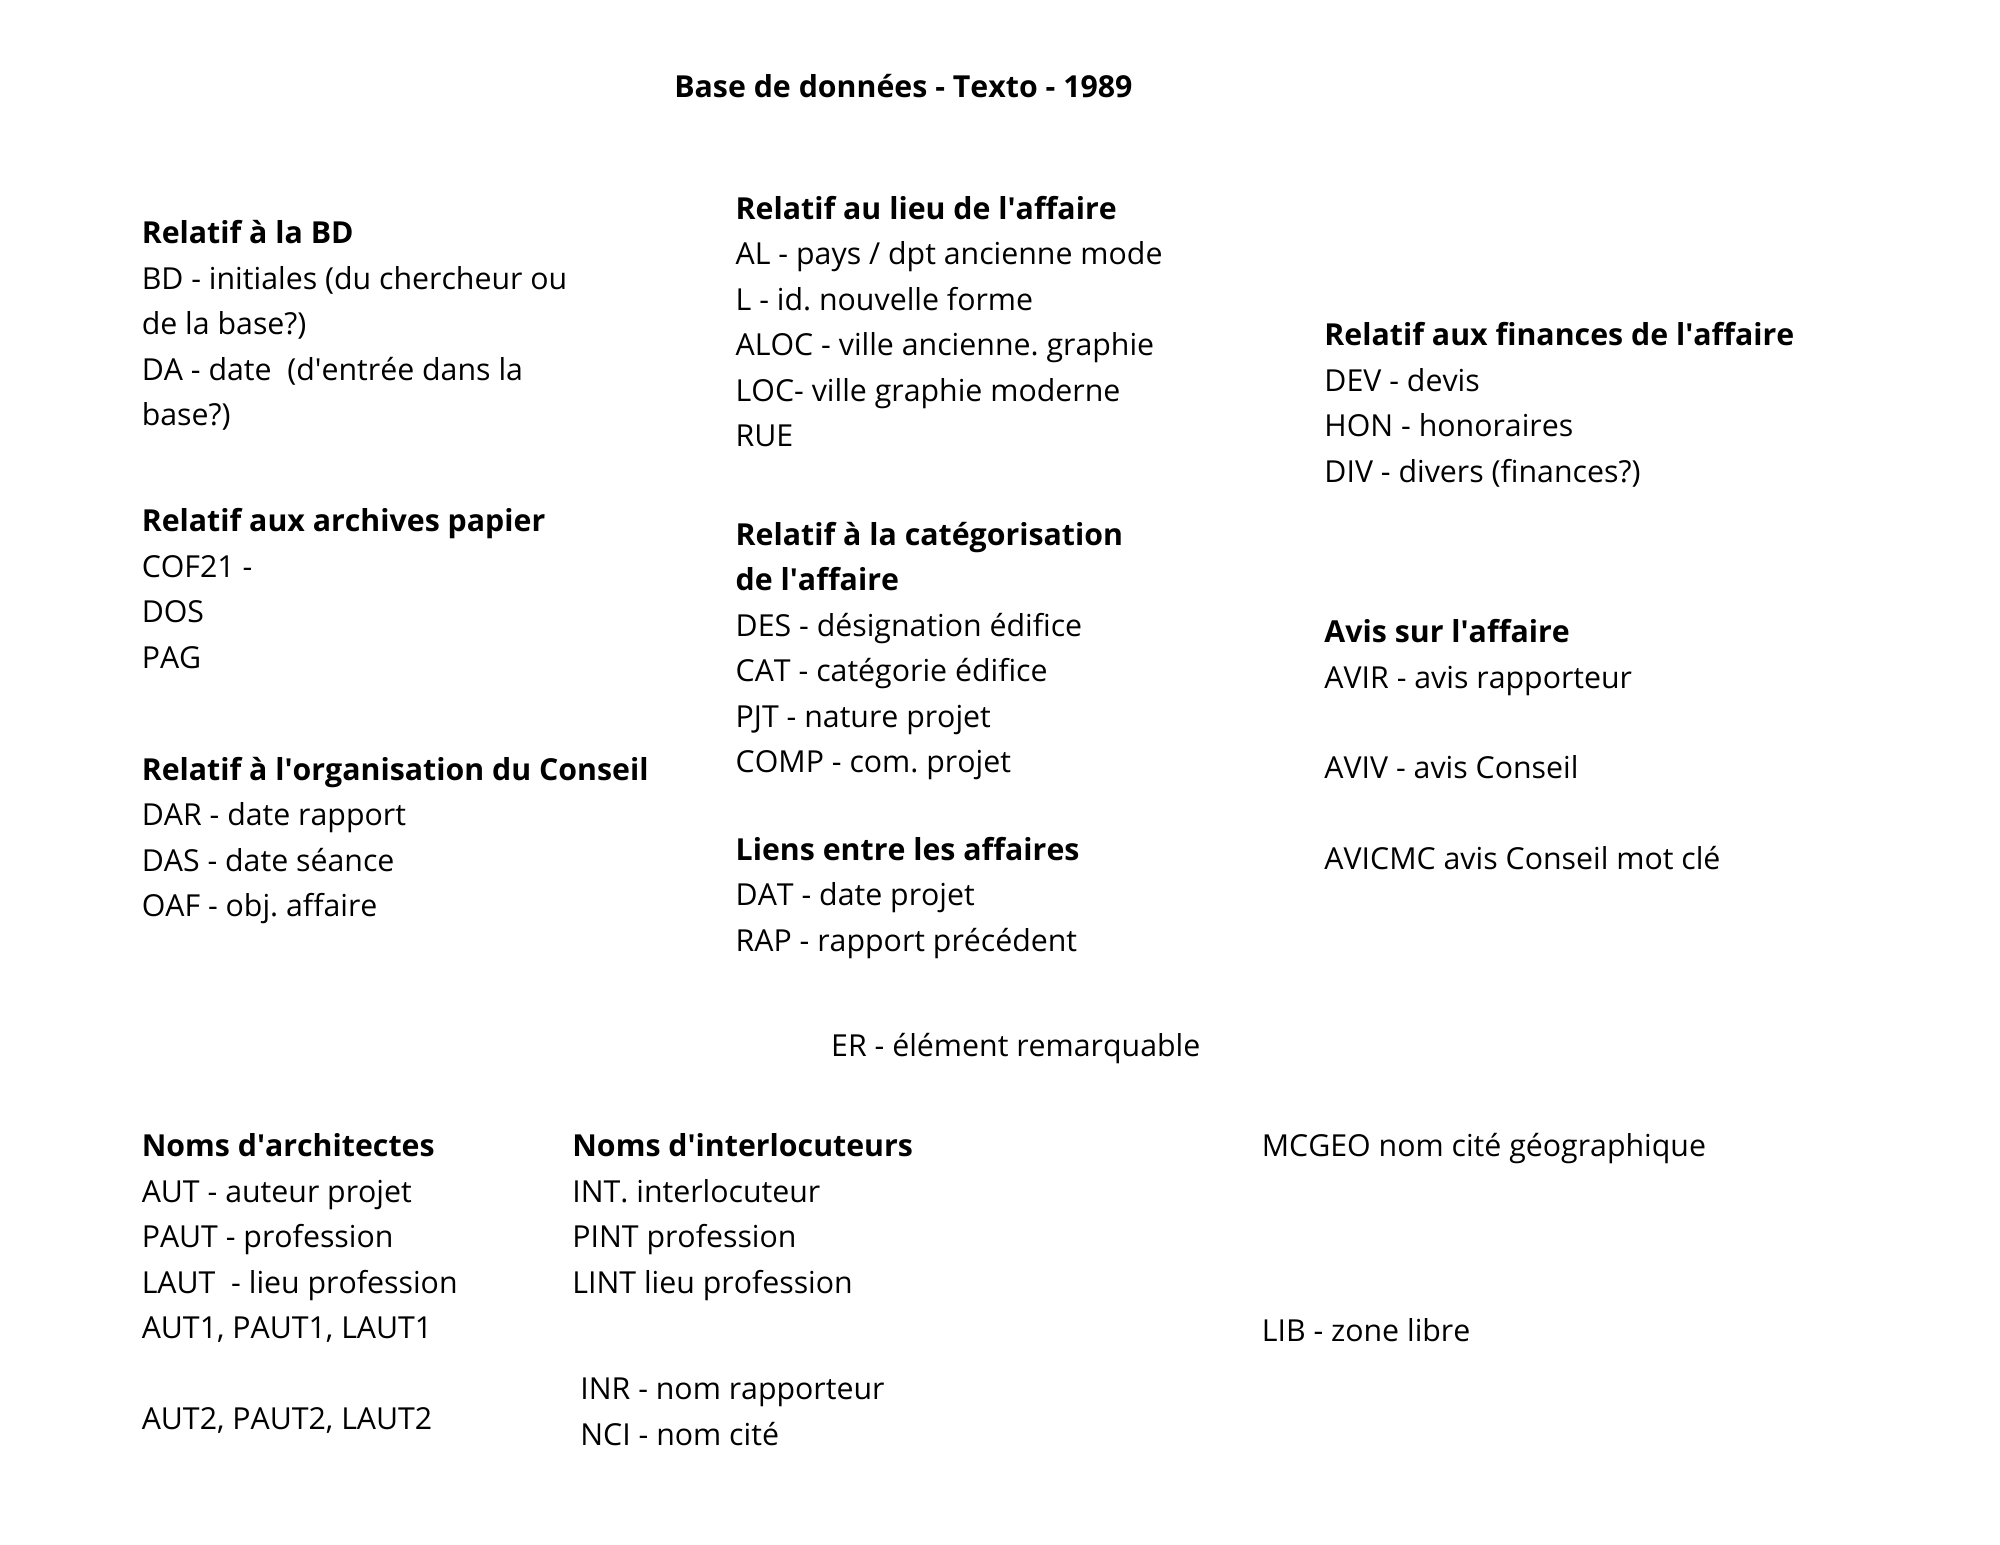 Base de données - Texto - 1989
Relatif à la BD
BD - initiales (du chercheur ou
de la base?)
DA - date  (d'entrée dans la
base?)
Relatif aux archives papier
COF21 -
DOS
PAG
Relatif à l'organisation du Conseil
DAR - date rapport
DAS - date séance
OAF - obj. affaire
Relatif au lieu de l'affaire
AL - pays / dpt ancienne mode
L - id. nouvelle forme
ALOC - ville ancienne. graphie
LOC- ville graphie moderne
RUE
Relatif à la catégorisation
de l'affaire
DES - désignation édifice
CAT - catégorie édifice
PJT - nature projet
COMP - com. projet
Liens entre les affaires
DAT - date projet
RAP - rapport précédent
Relatif aux finances de l'affaire
DEV - devis
HON - honoraires
DIV - divers (finances?)
Avis sur l'affaire
AVIR - avis rapporteur
AVIV - avis Conseil
AVICMC avis Conseil mot clé
ER - élément remarquable
Noms d'architectes
AUT - auteur projet
PAUT - profession
LAUT  - lieu profession
AUT1, PAUT1, LAUT1
AUT2, PAUT2, LAUT2
Noms d'interlocuteurs
INT. interlocuteur
PINT profession
LINT lieu profession
INR - nom rapporteur
NCI - nom cité
MCGEO nom cité géographique
LIB - zone libre